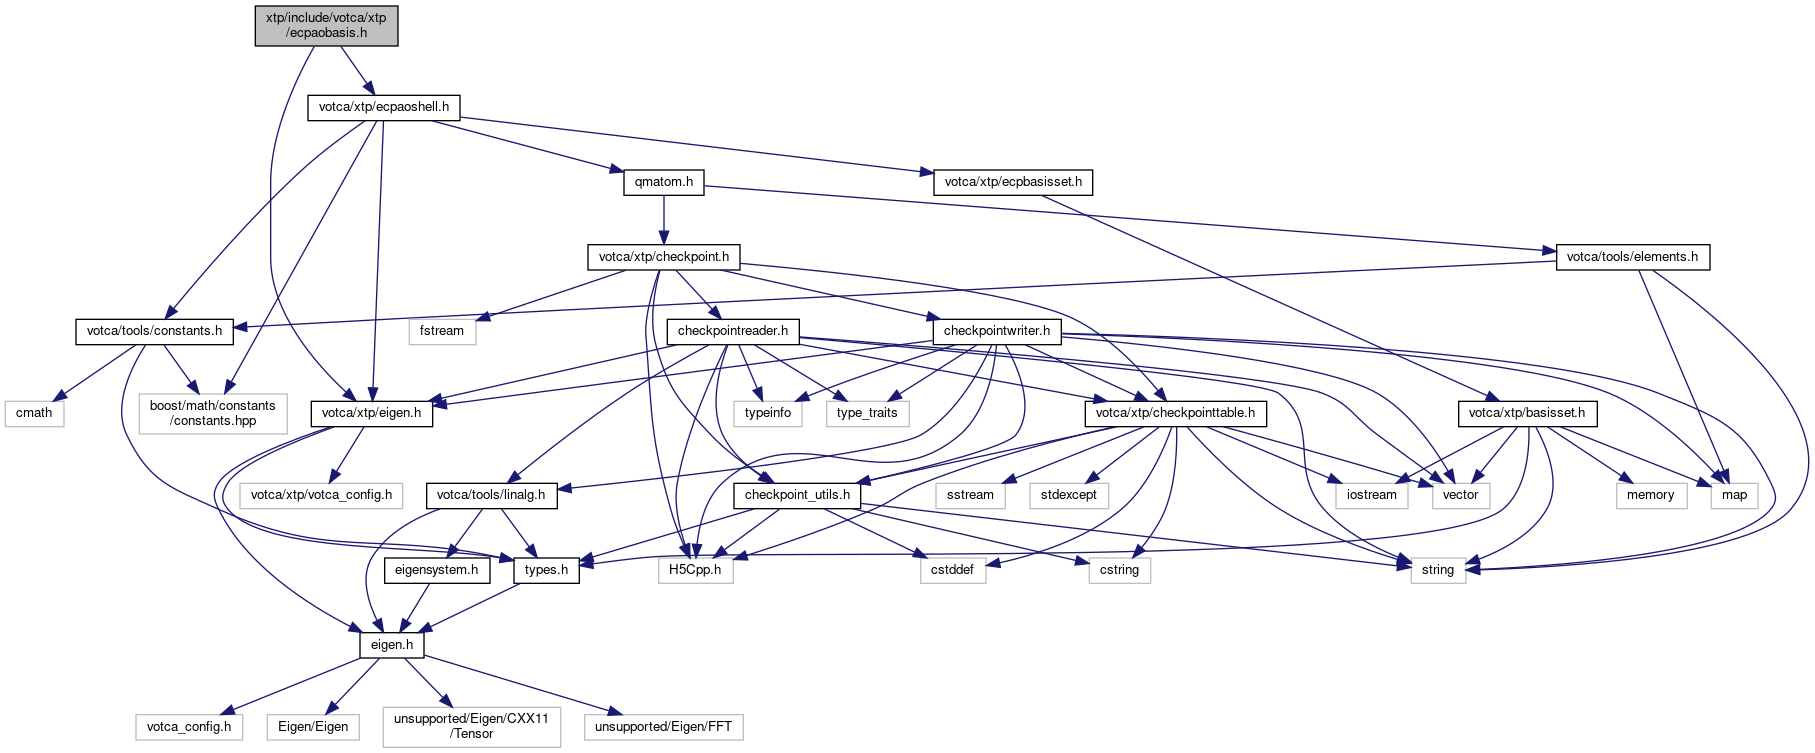 xtp/include/votca/xtp
/ecpaobasis.h
votca/xtp/ecpaoshell.h
qmatom.h
votca/xtp/ecpbasisset.h
votca/xtp/checkpoint.h
votca/tools/elements.h
votca/tools/constants.h
fstream
checkpointreader.h
checkpointwriter.h
cmath
boost/math/constants
/constants.hpp
votca/xtp/eigen.h
typeinfo
type_traits
votca/xtp/checkpointtable.h
votca/xtp/basisset.h
votca/xtp/votca_config.h
votca/tools/linalg.h
checkpoint_utils.h
sstream
stdexcept
iostream
vector
memory
map
eigensystem.h
types.h
H5Cpp.h
cstddef
cstring
string
eigen.h
votca_config.h
Eigen/Eigen
unsupported/Eigen/CXX11
/Tensor
unsupported/Eigen/FFT